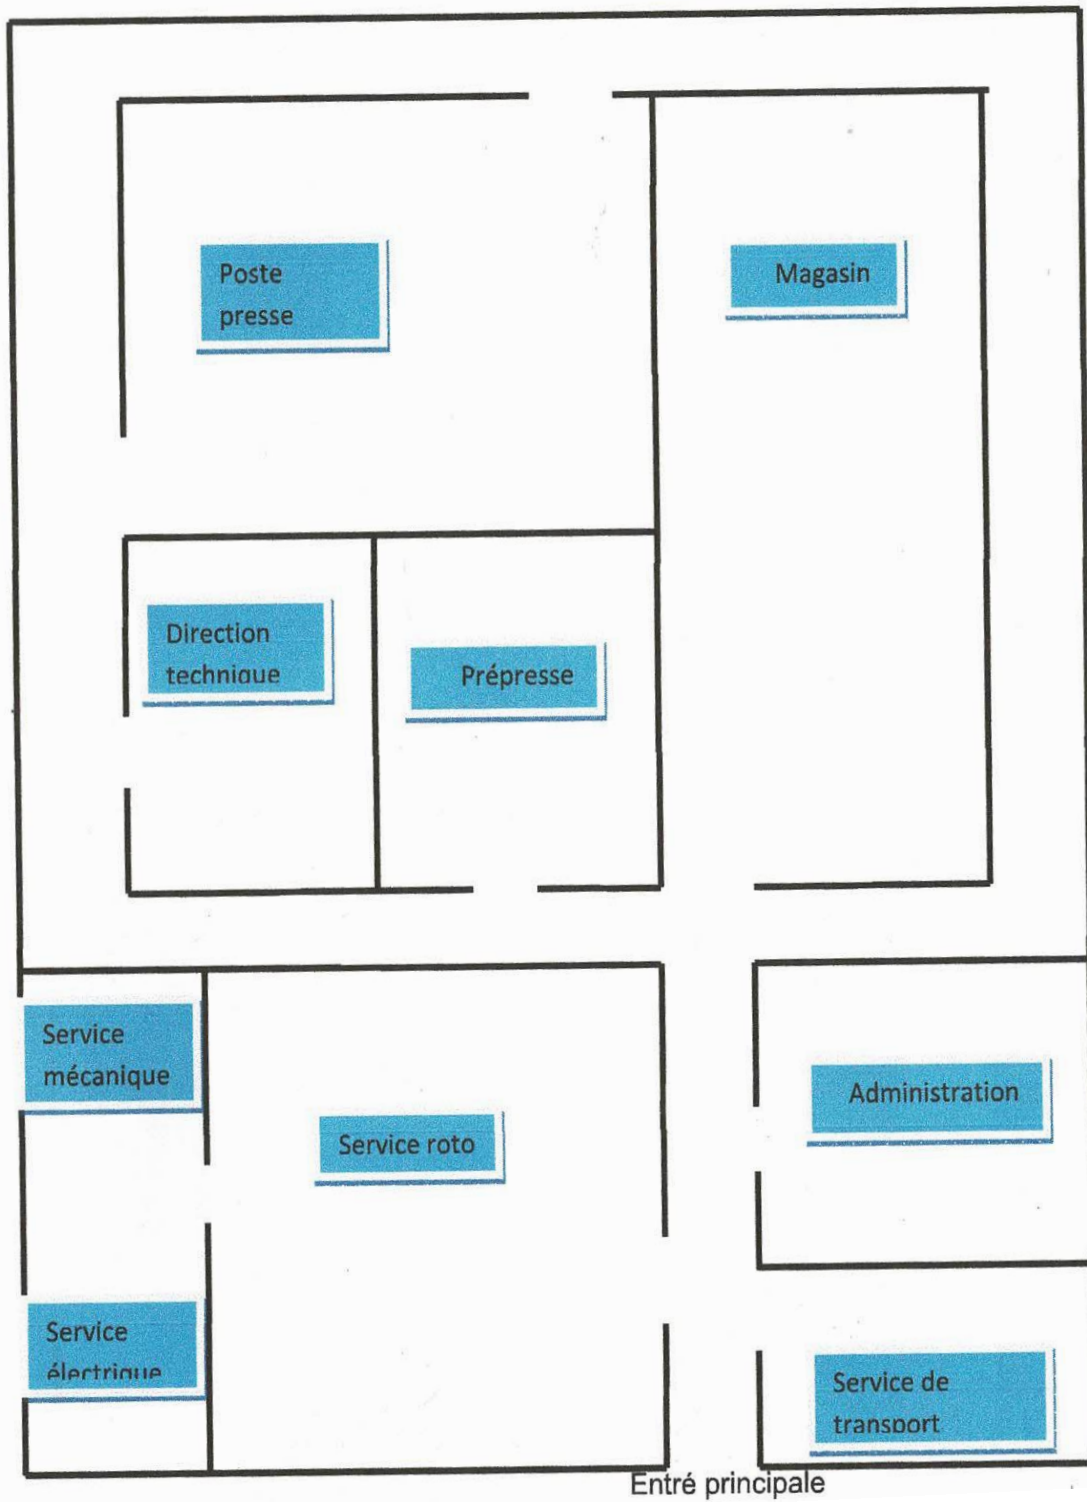 Poste
presse
Magasin
Direction
technique
Prépresse
Service
mécanique
Service roto
Administration
Service
électrique
Service de
transport
Entré principale